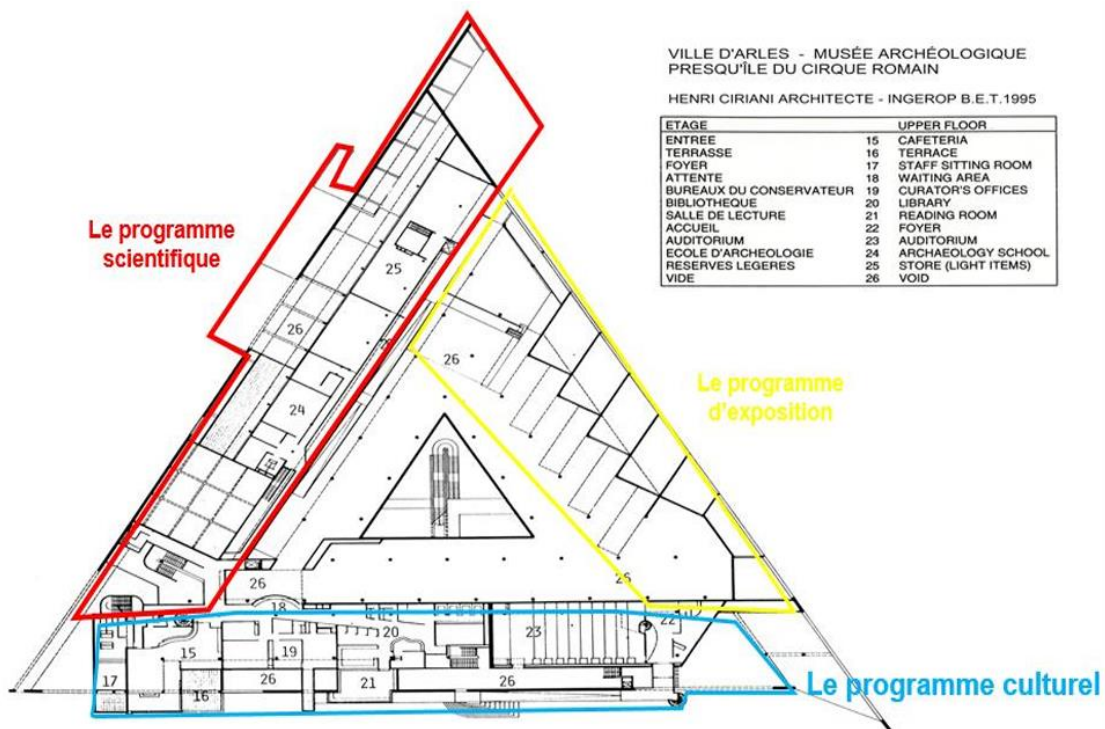 VILLE D'ARLES - MUSÉE ARCHÉOLOGIQUE
PRESQU'ÎLE DU CIRQUE ROMAIN
HENRI CIRIANI ARCHITECTE - INGEROP B.E.T.1995
ETAGE UPPER FLOOR
ENTREE 15 CAFETERIA
TERRASSE 16 TERRACE
FOYER 17 STAFF SITTING ROOM
ATTENTE 18 WAITING AREA
BUREAUX DU CONSERVATEUR 19 CURATOR'S OFFICES
BIBLIOTHEQUE 20 LIBRARY
SALLE DE LECTURE 21 READING ROOM
ACCUEIL 22 FOYER
AUDITORIUM 23 AUDITORIUM
ECOLE D'ARCHEOLOGIE 24 ARCHAEOLOGY SCHOOL
RESERVES LEGERES 25 STORE (LIGHT ITEMS)
VIDE 26 VOID
Le programme
scientifique
25
26
26
Le programme
d'exposition
24
26
26
18
22
20
23
15
19
17
26
21
26
16
Le programme culturel